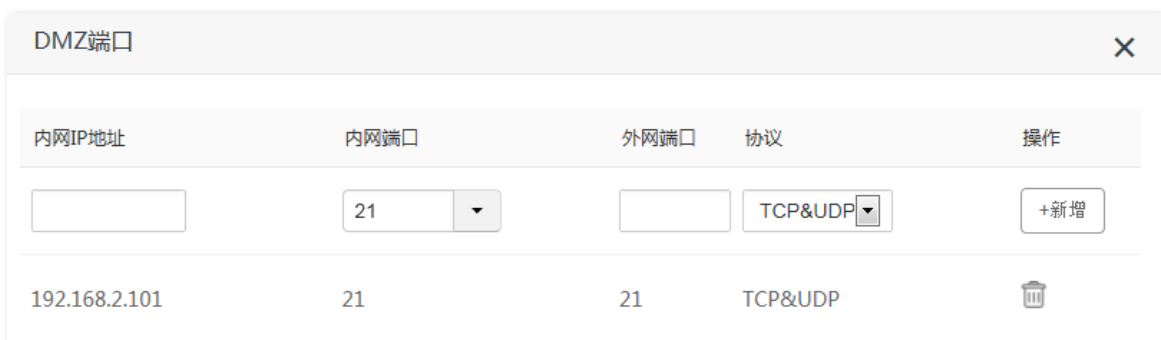 DMZ端口
内网IP地址 内网端口 外网端口 协议 操作
21 TCP&UDP +新增
192.168.2.101 21 21 TCP&UDP